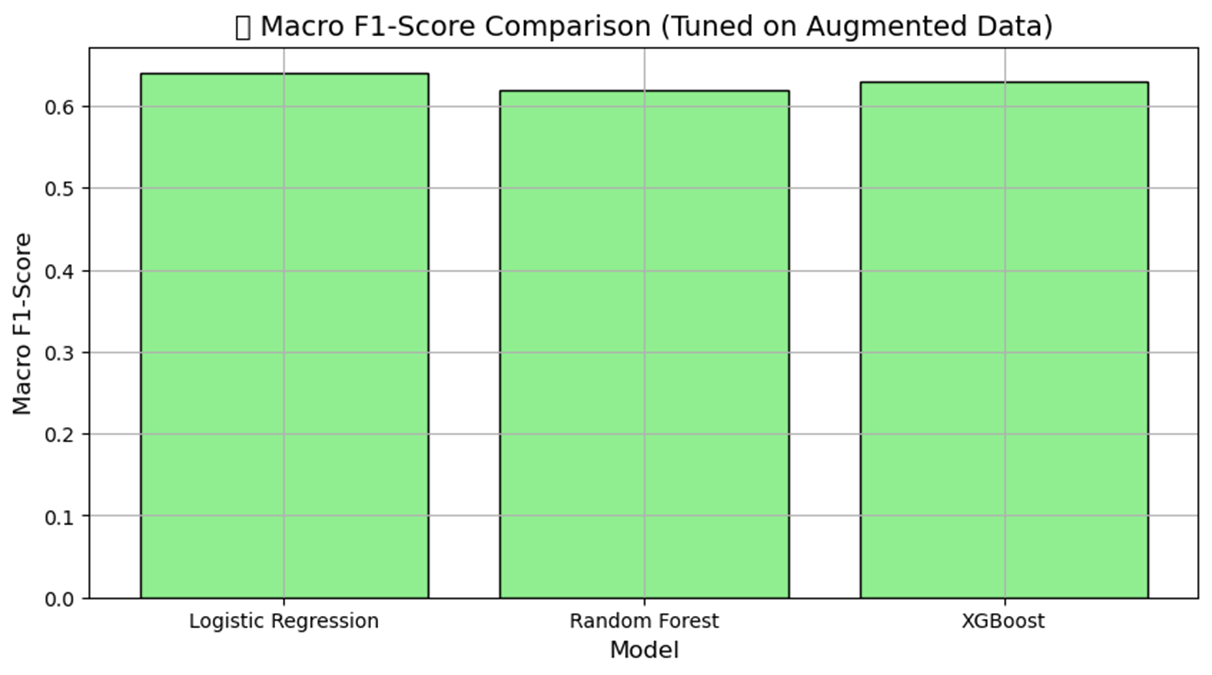 Macro F1-Score Comparison (Tuned on Augmented Data)
Macro F1-Score
0.6
0.5
0.4
0.3
0.2
0.1
0.0
Logistic Regression Random Forest XGBoost
Model